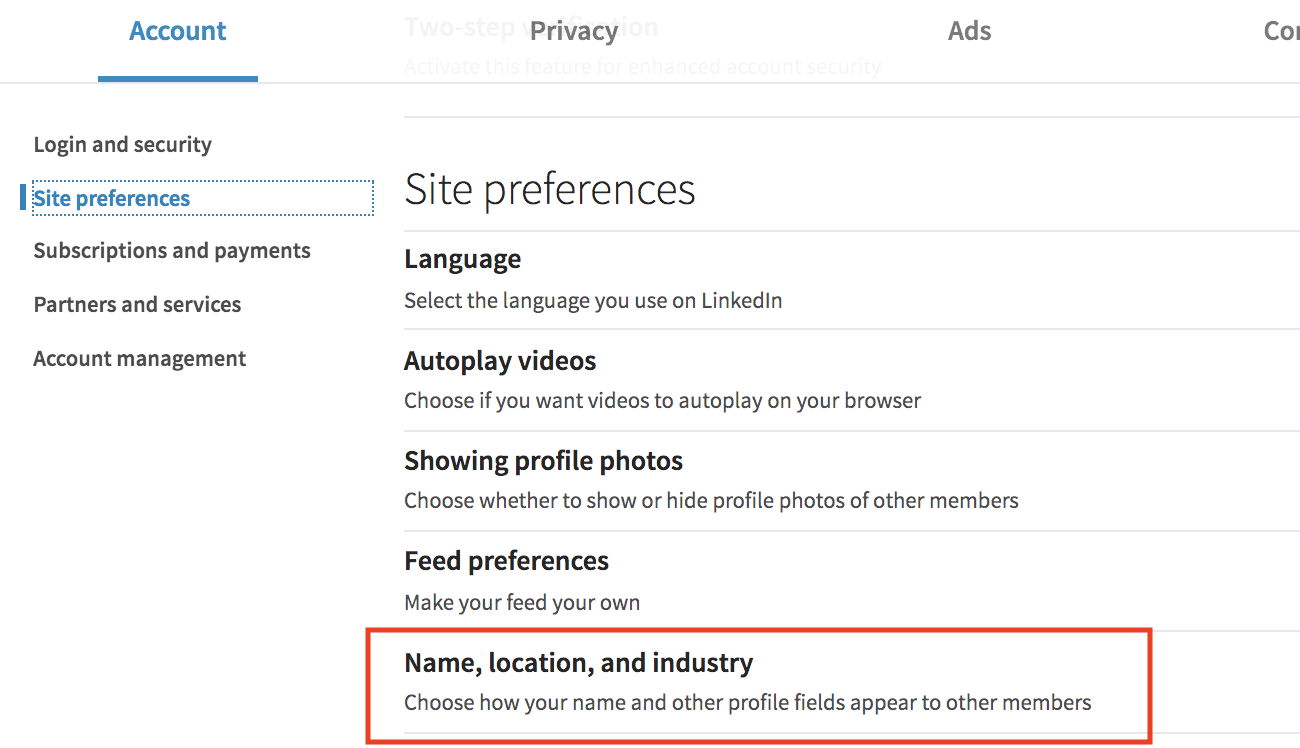 Account
Privacy
Ads
Two-step verification
Activate this feature for enhanced account security
Login and security
Site preferences
Subscriptions and payments
Partners and services
Account management
Site preferences
Language
Select the language you use on LinkedIn
Autoplay videos
Choose if you want videos to autoplay on your browser
Showing profile photos
Choose whether to show or hide profile photos of other members
Feed preferences
Make your feed your own
Name, location, and industry
Choose how your name and other profile fields appear to other members